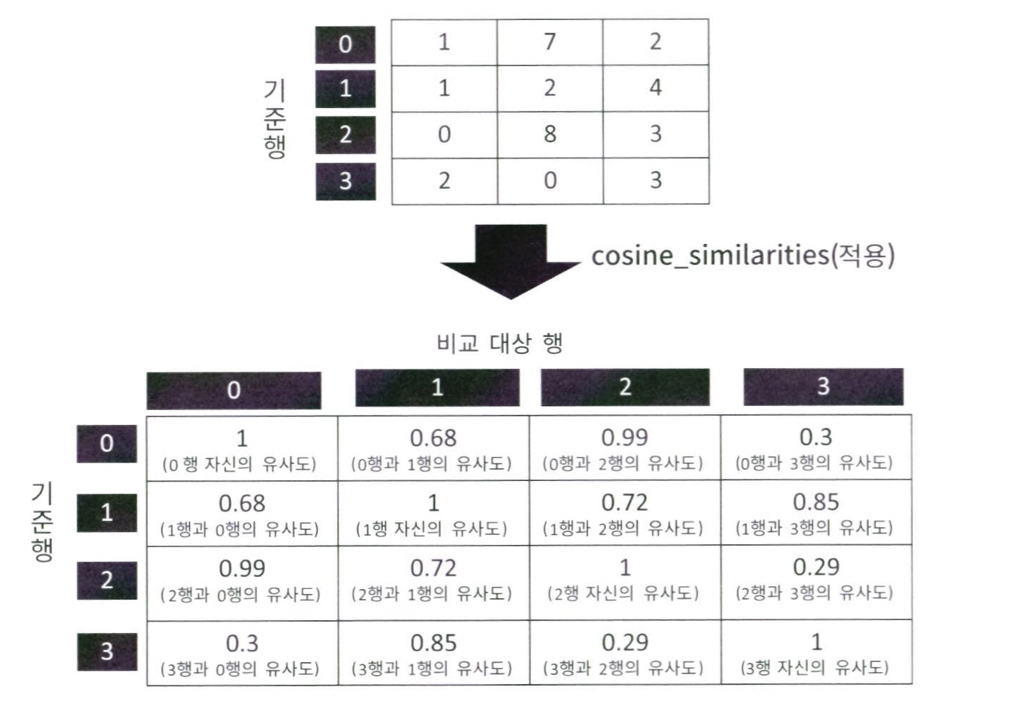 기준행
0 1 7 2
1 1 2 4
2 0 8 3
3 2 0 3
cosine_similarities(적용)
비교 대상 행
0 1 2 3
기준행
0 1 0.68 0.99 0.3
(0 행 자신의 유사도) (0행과 1행의 유사도) (0행과 2행의 유사도) (0행과 3행의 유사도)
1 0.68 1 0.72 0.85
(1행과 0행의 유사도) (1행 자신의 유사도) (1행과 2행의 유사도) (1행과 3행의 유사도)
2 0.99 0.72 1 0.29
(2행과 0행의 유사도) (2행과 1행의 유사도) (2행 자신의 유사도) (2행과 3행의 유사도)
3 0.3 0.85 0.29 1
(3행과 0행의 유사도) (3행과 1행의 유사도) (3행과 2행의 유사도) (3행 자신의 유사도)